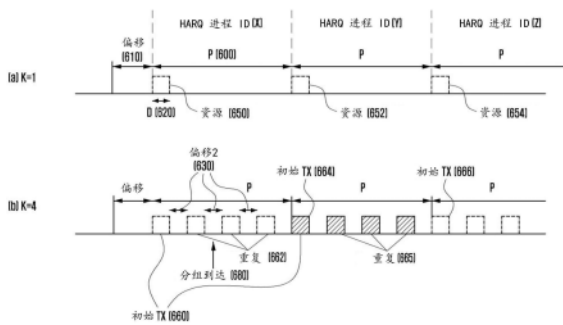 HARQ 进程 ID[X]
HARQ 进程 ID[Y]
HARQ 进程 ID[Z]
偏移
[610]
P [600]
P
P
[a] K=1
D [620]
资源 [650]
资源 [652]
资源 [654]
偏移2
[630]
初始 TX [664]
初始 TX [666]
[b] K=4
偏移
P
P
P
重复 [662]
重复 [665]
分组到达 [680]
初始 TX [660]